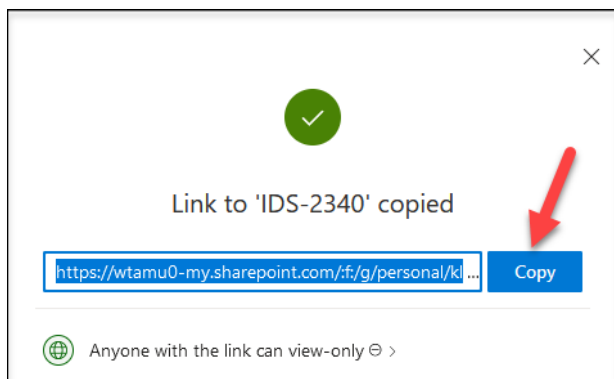 Link to 'IDS-2340' copied
https://wtamu0-my.sharepoint.com/:f:/g/personal/kl ... Copy
Anyone with the link can view-only